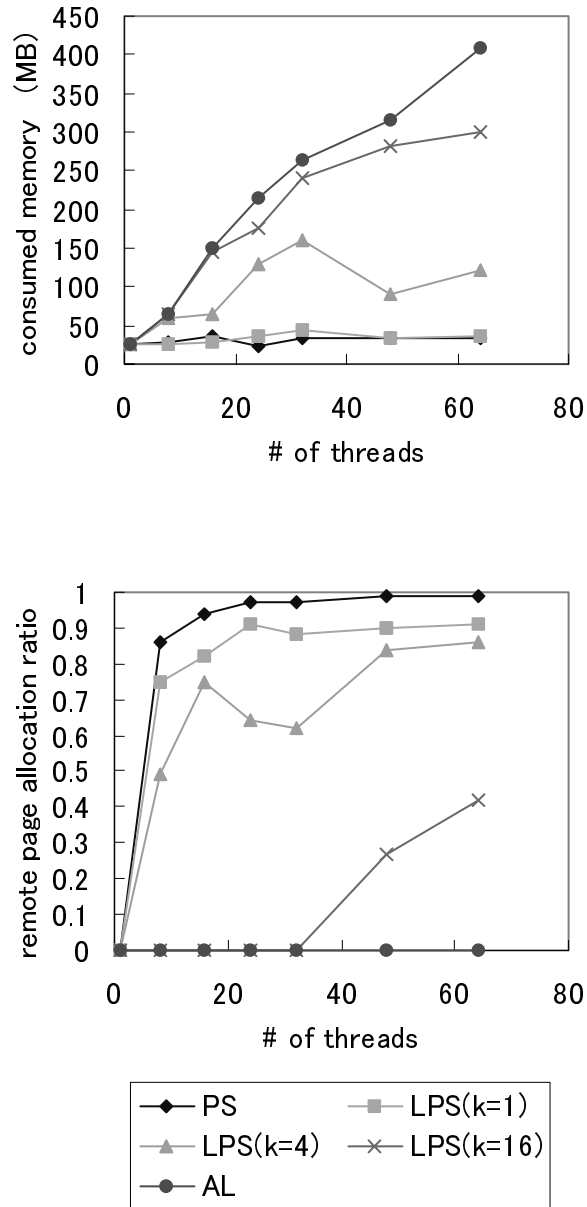 450
400
350
300
250
200
150
100
50
0
consumed memory (MB)
0 20 40 60 80
# of threads
1
0.9
0.8
0.7
0.6
0.5
0.4
0.3
0.2
0.1
0
remote page allocation ratio
0 20 40 60 80
# of threads
PS LPS(k=1)
LPS(k=4) LPS(k=16)
AL